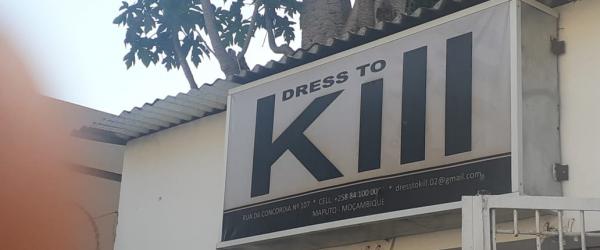 DRESS TO
Kill
RUA DA CONCORDIA Nº 107 * CELL: +258 84 100 00 * dresstokill.02@gmail.com
MAPUTO - MOÇAMBIQUE